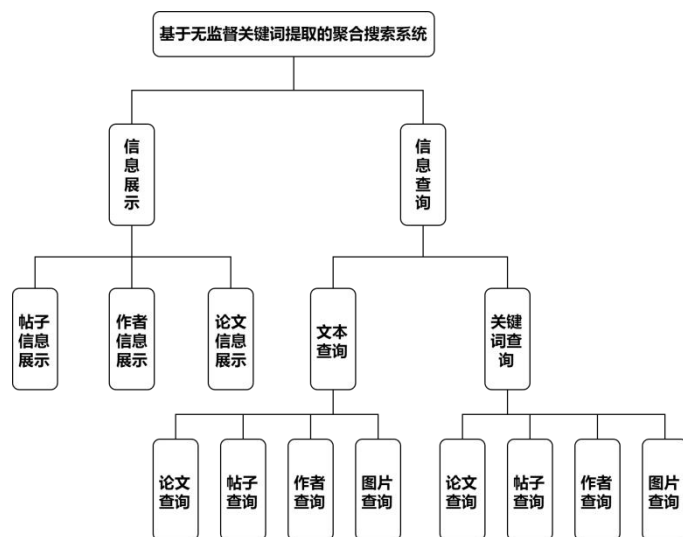 基于无监督关键词提取的聚合搜索系统
信
息
展
示
信
息
查
询
帖子
信息
展示
作者
信息
展示
论文
信息
展示
文本
查询
关键
词查
询
论文
查询
帖子
查询
作者
查询
图片
查询
论文
查询
帖子
查询
作者
查询
图片
查询